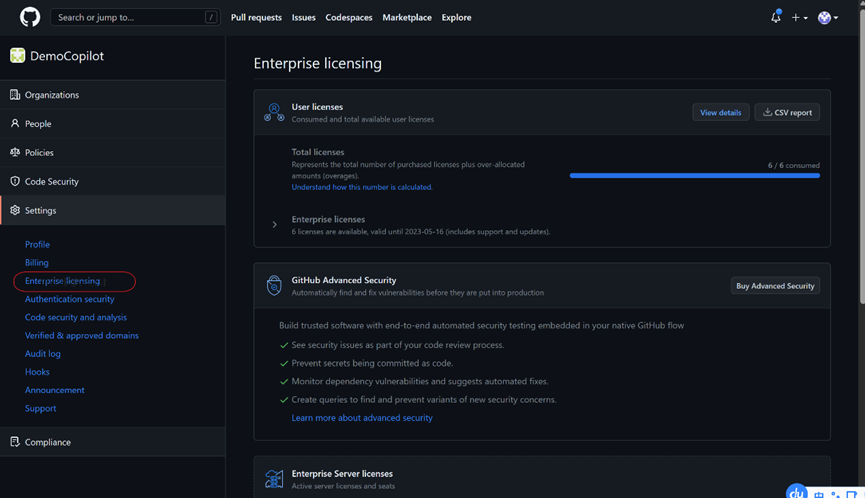 Search or jump to... /
Pull requests Issues Codespaces Marketplace Explore
DemoCopilot
Organizations
People
Policies
Code Security
Settings
Profile
Billing
Enterprise licensing
Authentication security
Code security and analysis
Verified & approved domains
Audit log
Hooks
Announcement
Support
Compliance
Enterprise licensing
User licenses
Consumed and total available user licenses
View details
CSV report
Total licenses
Represents the total number of purchased licenses plus over-allocated
amounts (overages).
Understand how this number is calculated.
6 / 6 consumed
Enterprise licenses
6 licenses are available, valid until 2023-05-16 (includes support and updates).
GitHub Advanced Security
Automatically find and fix vulnerabilities before they are put into production
Buy Advanced Security
Build trusted software with end-to-end automated security testing embedded in your native GitHub flow
See security issues as part of your code review process.
Prevent secrets being committed as code.
Monitor dependency vulnerabilities and suggests automated fixes.
Create queries to find and prevent variants of new security concerns.
Learn more about advanced security
Enterprise Server licenses
Active server licenses and seats
du 中